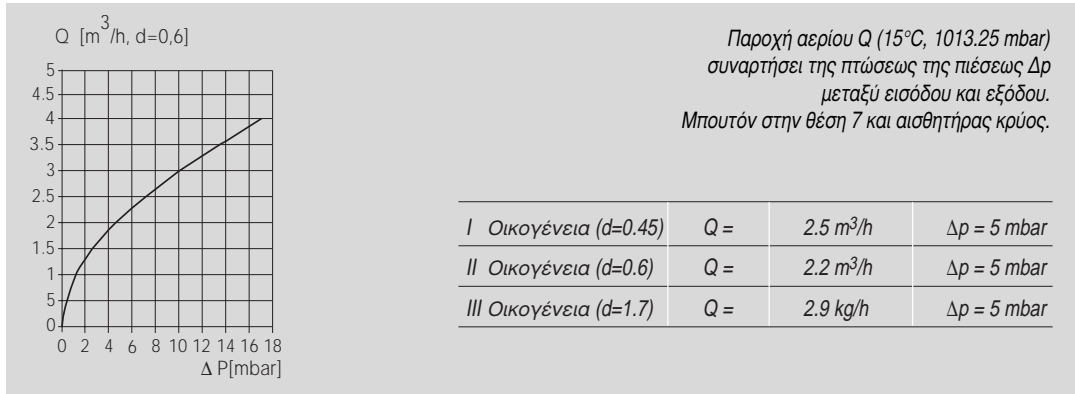 Q [m³/h, d=0,6]
5
4.5
4
3.5
3
2.5
2
1.5
1
5
0
0 2 4 6 8 10 12 14 16 18
Δ P[mbar]
Παροχή αερίου Q (15°C, 1013.25 mbar)
συναρτήσει της πτώσεως της πιέσεως Δp
μεταξύ εισόδου και εξόδου.
Μπουτόν στην θέση 7 και αισθητήρας κρύος.
I Οικογένεια (d=0.45) Q = 2.5 m³/h Δp = 5 mbar
II Οικογένεια (d=0.6) Q = 2.2 m³/h Δp = 5 mbar
III Οικογένεια (d=1.7) Q = 2.9 kg/h Δp = 5 mbar